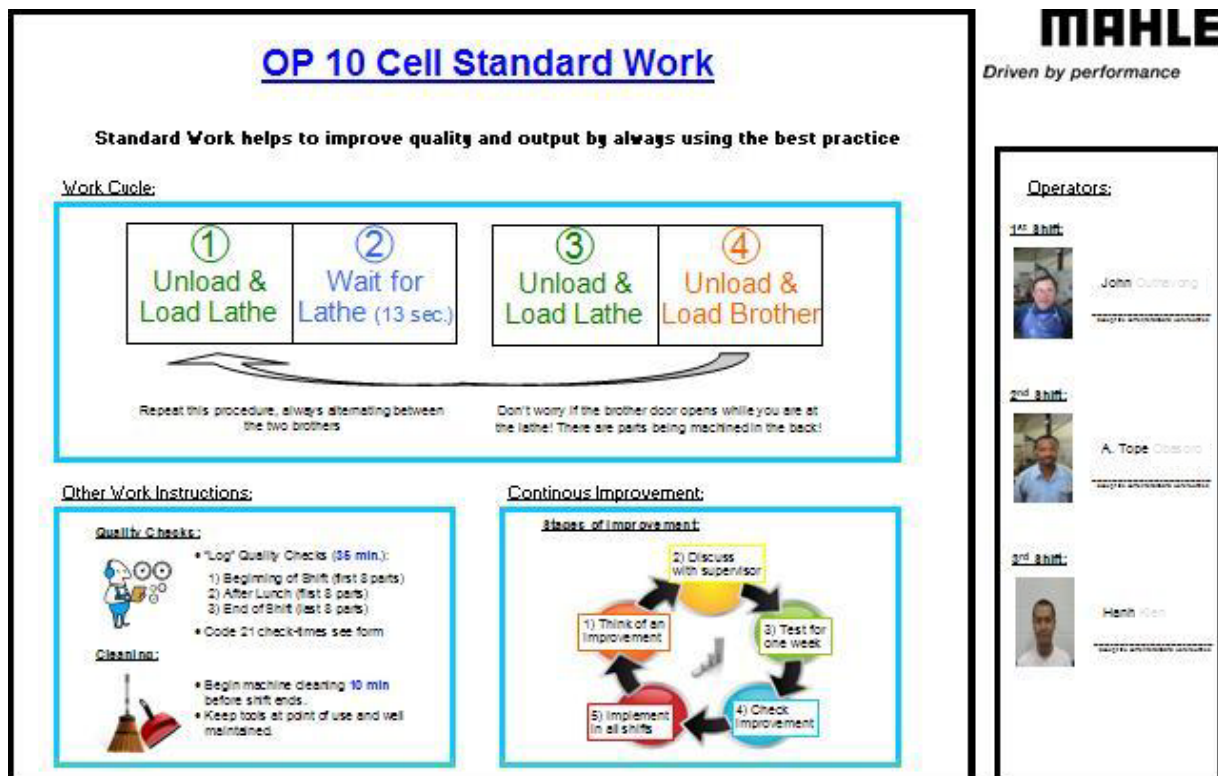 OP 10 Cell Standard Work
MAHLE
Driven by performance
Standard Work helps to improve quality and output by always using the best practice
Work Cycle:
1
Unload &
Load Lathe
2
Wait for
Lathe (13 sec.)
3
Unload &
Load Lathe
4
Unload &
Load Brother
Repeat this procedure, always alternating between
the two brothers
Don't worry if the brother door opens while you are at
the lathe! There are parts being machined in the back!
Other Work Instructions:
Quality Checks:
• "Log" Quality Checks (35 min.):
1) Beginning of Shift (first 8 parts)
2) After Lunch (first 8 parts)
3) End of Shift (last 8 parts)
• Code 21 check-times see form
Cleaning:
• Begin machine cleaning 10 min
before shift ends.
• Keep tools at point of use and well
maintained.
Continous Improvement:
Stages of Improvement:
1) Think of an
Improvement
2) Discuss
with supervisor
3) Test for
one week
4) Check
Improvement
5) Implement
in all shifts
Operators:
1st Shift:
John
2nd Shift:
A. Tope
3rd Shift:
Hanh